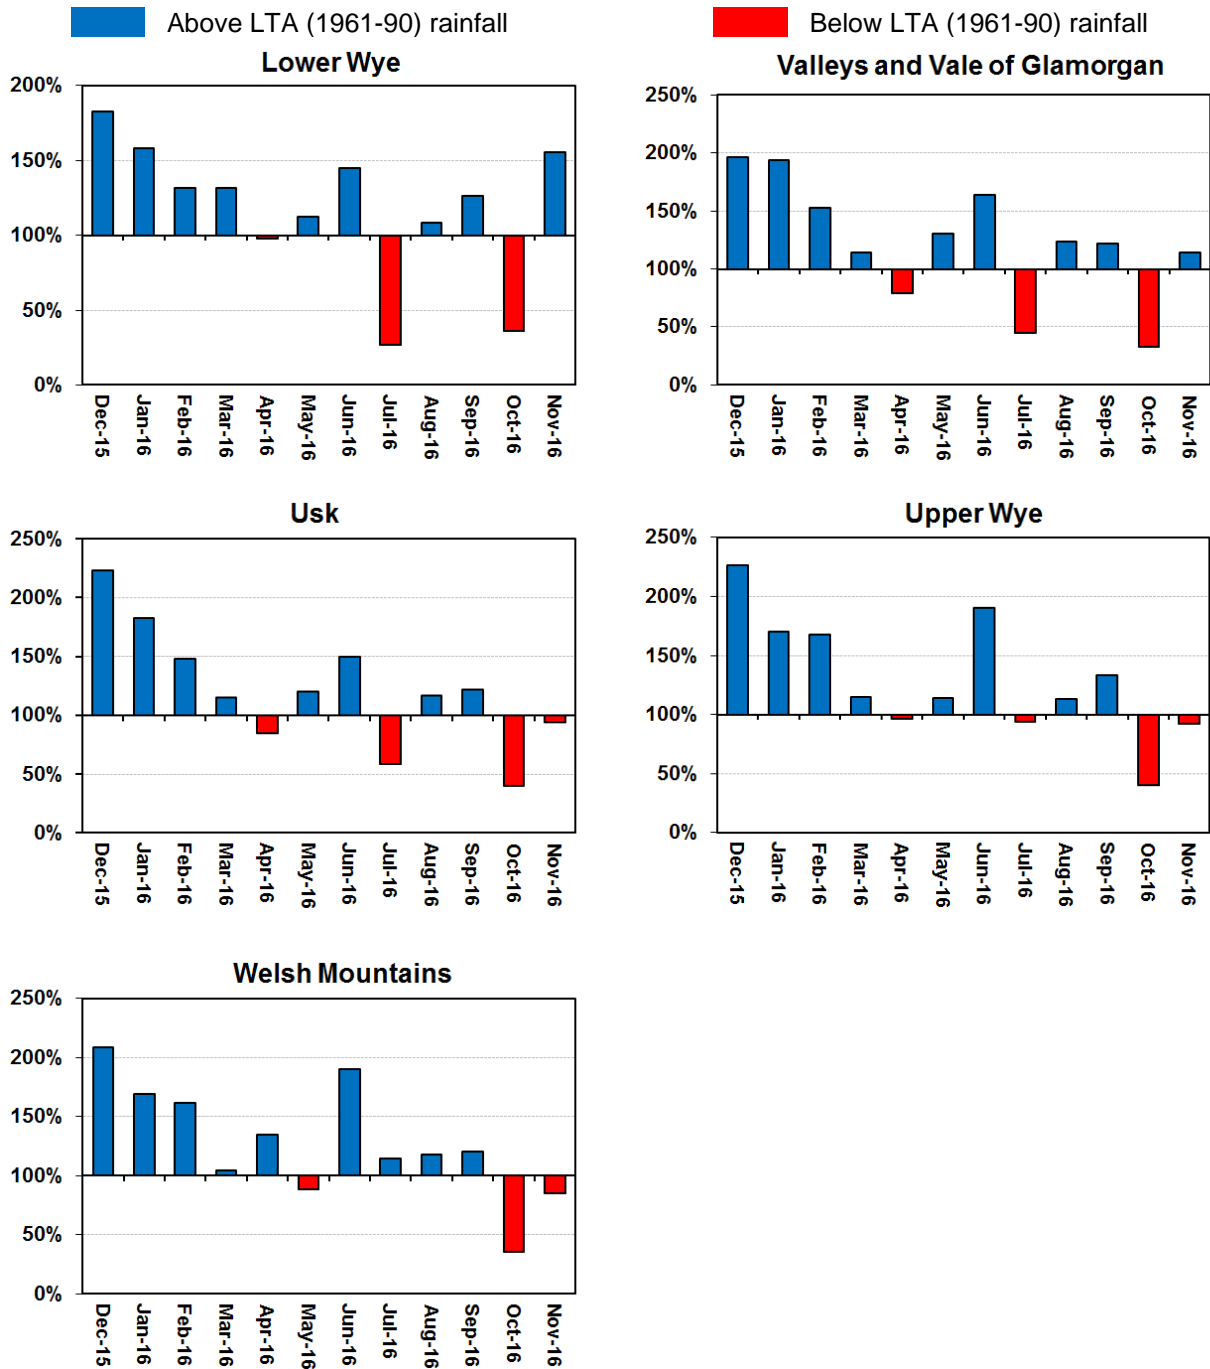 Above LTA (1961-90) rainfall
Below LTA (1961-90) rainfall
Lower Wye
200%
150%
100%
50%
0%
Dec-15
Jan-16
Feb-16
Mar-16
Apr-16
May-16
Jun-16
Jul-16
Aug-16
Sep-16
Oct-16
Nov-16
Valleys and Vale of Glamorgan
250%
200%
150%
100%
50%
0%
Dec-15
Jan-16
Feb-16
Mar-16
Apr-16
May-16
Jun-16
Jul-16
Aug-16
Sep-16
Oct-16
Nov-16
Usk
250%
200%
150%
100%
50%
0%
Dec-15
Jan-16
Feb-16
Mar-16
Apr-16
May-16
Jun-16
Jul-16
Aug-16
Sep-16
Oct-16
Nov-16
Upper Wye
250%
200%
150%
100%
50%
0%
Dec-15
Jan-16
Feb-16
Mar-16
Apr-16
May-16
Jun-16
Jul-16
Aug-16
Sep-16
Oct-16
Nov-16
Welsh Mountains
250%
200%
150%
100%
50%
0%
Dec-15
Jan-16
Feb-16
Mar-16
Apr-16
May-16
Jun-16
Jul-16
Aug-16
Sep-16
Oct-16
Nov-16